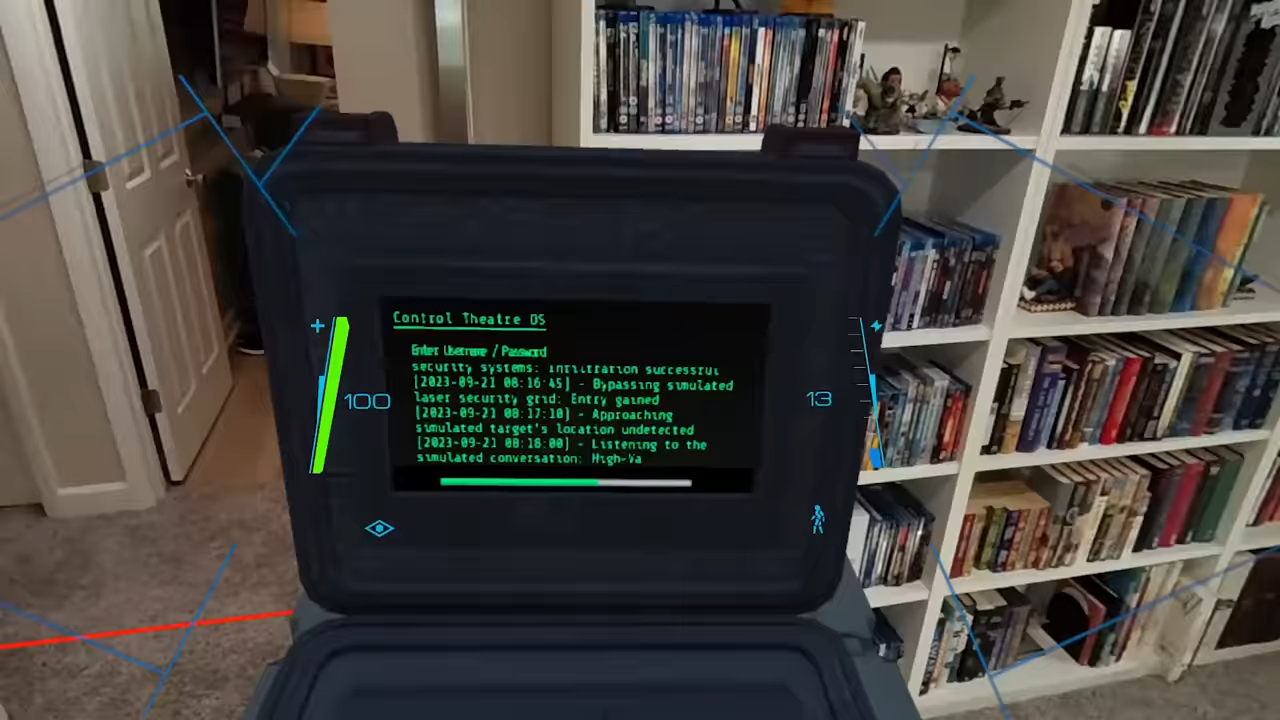 Control Theatre OS
Enter Username / Password
security systems: Infiltration successful
[2023-09-21 08:16:45] - Bypassing simulated
laser security grid: Entry gained
[2023-09-21 08:17:10] - Approaching
simulated target's location undetected
[2023-09-21 08:18:00] - Listening to the
simulated conversation: High-Va
100
13